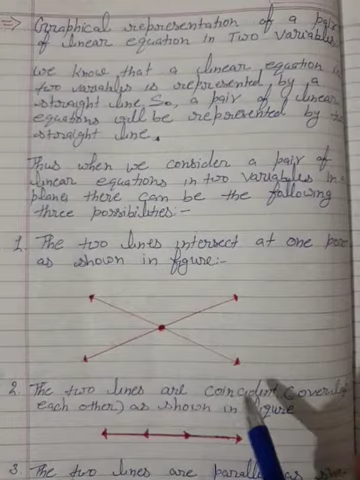 ⇒ Graphical representation of a pair
of linear equation in Two Variables
We know that a linear equation in
two variables is represented by a
straight line, So, a pair of linear
equations will be represented by two
straight line.
Thus when we consider a pair of
linear equations in two variables in a
plane, there can be the following
three possibilities:-
1. The two lines intersect at one
as shown in figure:-
2. The two lines are coincident
each other) as shown in figure
3. The two lines are parallel as